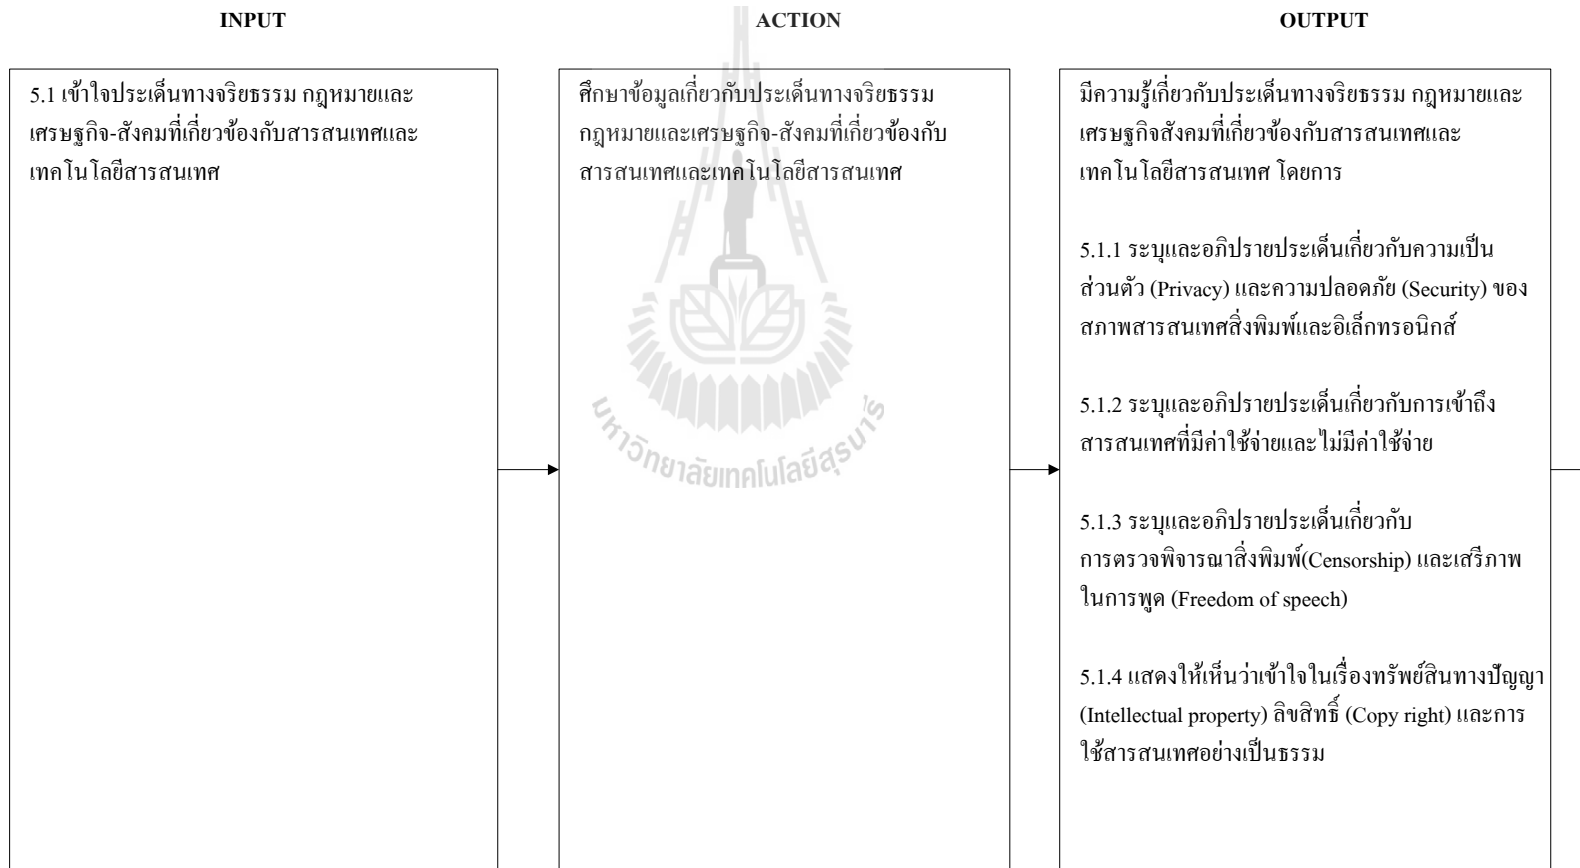 INPUT
ACTION
OUTPUT
5.1 เข้าใจประเด็นทางจริยธรรม กฎหมายและ
เศรษฐกิจ-สังคมที่เกี่ยวข้องกับสารสนเทศและ
เทคโนโลยีสารสนเทศ
ศึกษาข้อมูลเกี่ยวกับประเด็นทางจริยธรรม
กฎหมายและเศรษฐกิจ-สังคมที่เกี่ยวข้องกับ
สารสนเทศและเทคโนโลยีสารสนเทศ
มีความรู้เกี่ยวกับประเด็นทางจริยธรรม กฎหมายและ
เศรษฐกิจสังคมที่เกี่ยวข้องกับสารสนเทศและ
เทคโนโลยีสารสนเทศ โดยการ
5.1.1 ระบุและอภิปรายประเด็นเกี่ยวกับความเป็น
ส่วนตัว (Privacy) และความปลอดภัย (Security) ของ
สภาพสารสนเทศสิ่งพิมพ์และอิเล็กทรอนิกส์
5.1.2 ระบุและอภิปรายประเด็นเกี่ยวกับการเข้าถึง
สารสนเทศที่มีค่าใช้จ่ายและไม่มีค่าใช้จ่าย
5.1.3 ระบุและอภิปรายประเด็นเกี่ยวกับ
การตรวจพิจารณาสิ่งพิมพ์(Censorship) และเสรีภาพ
ในการพูด (Freedom of speech)
5.1.4 แสดงให้เห็นว่าเข้าใจในเรื่องทรัพย์สินทางปัญญา
(Intellectual property) ลิขสิทธิ์ (Copy right) และการ
ใช้สารสนเทศอย่างเป็นธรรม
มหาวิทยาลัยเทคโนโลยีสุรนารี